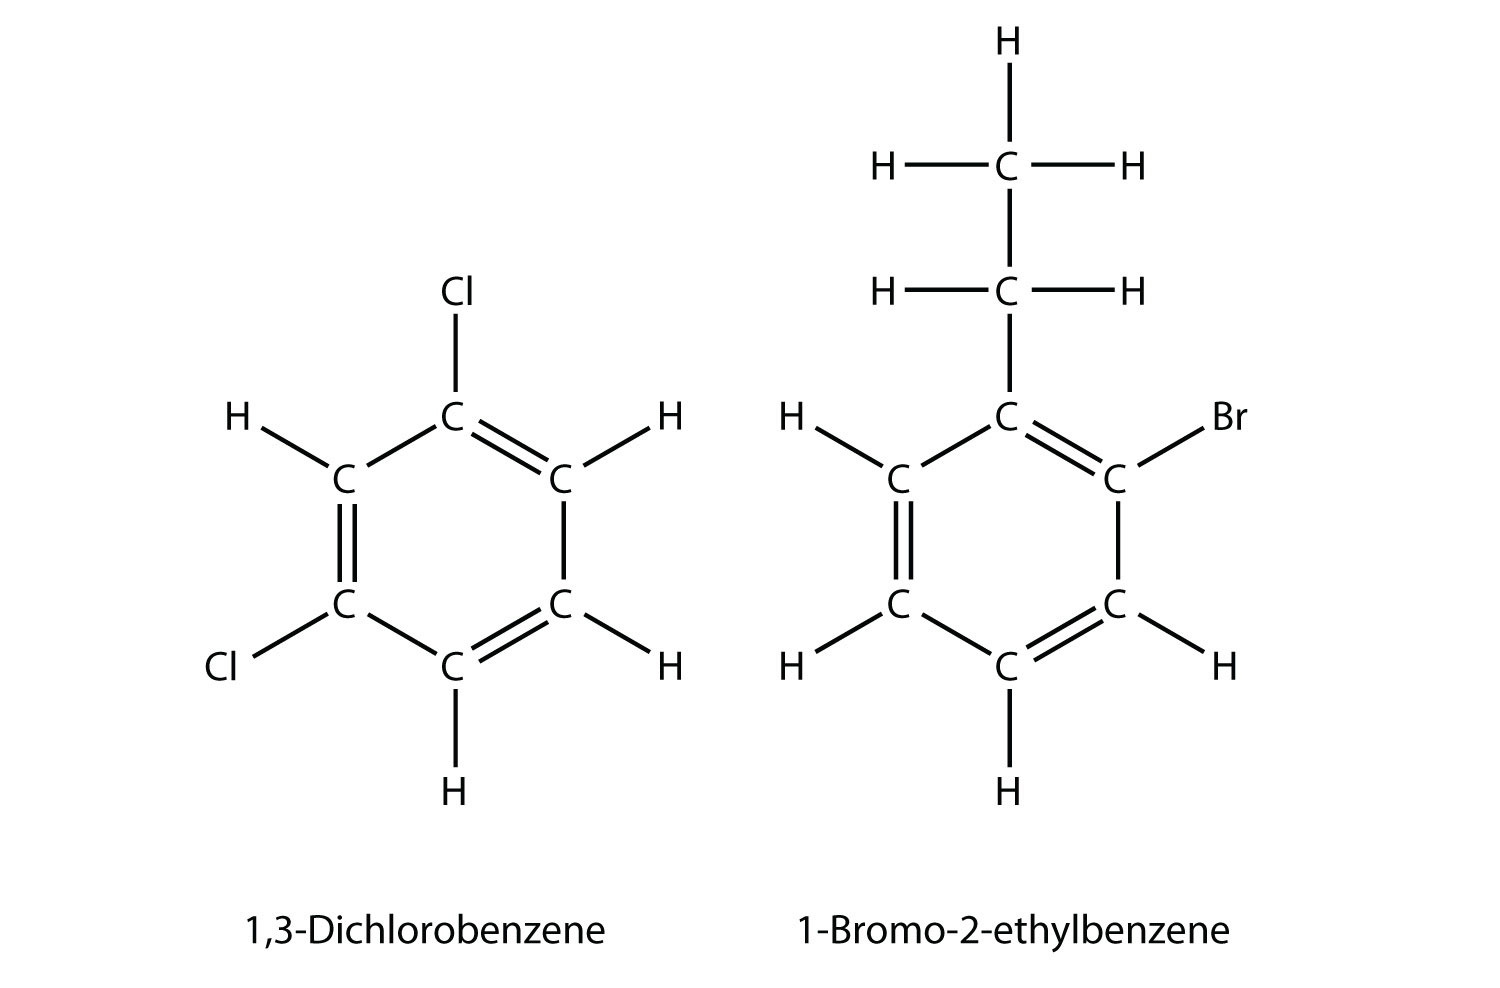 H
H C H
Cl H C H
H C H H C Br
C C C C
C C C C
Cl C H H C H
H H
1,3-Dichlorobenzene 1-Bromo-2-ethylbenzene